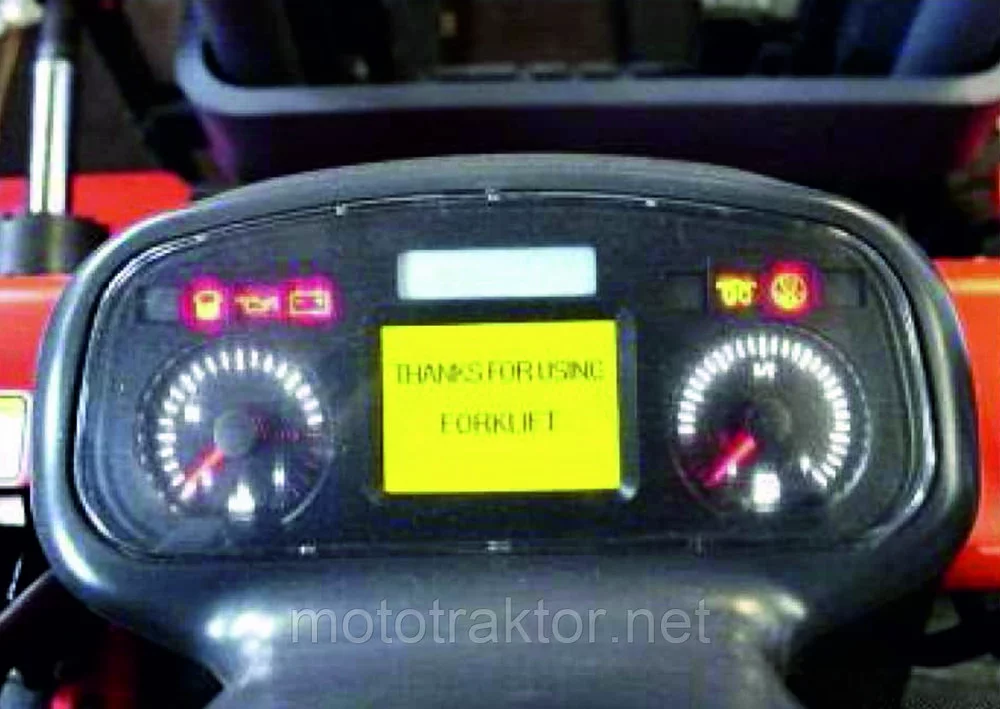 THANKS FOR USING
FORKLIFT
mototraktor.net